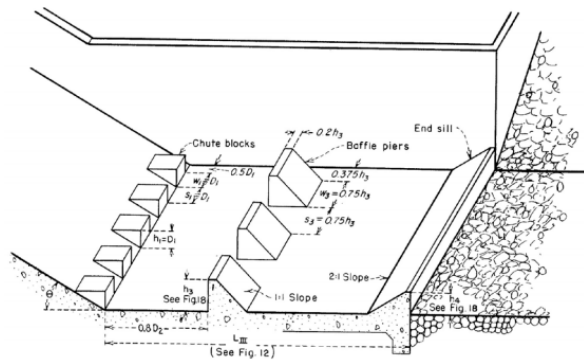 End sill
0.2h₃
Chute blocks
Baffle piers
0.5D₁
0.375h₃
w₁=D₁
w₃=0.75h₃
s₁=D₁
s₃=0.75h₃
h₁=D₁
2:1 Slope
h₃
See Fig.18
1:1 Slope
h₄
See Fig. 18
θ
0.8D₂
L III
(See Fig. 12)